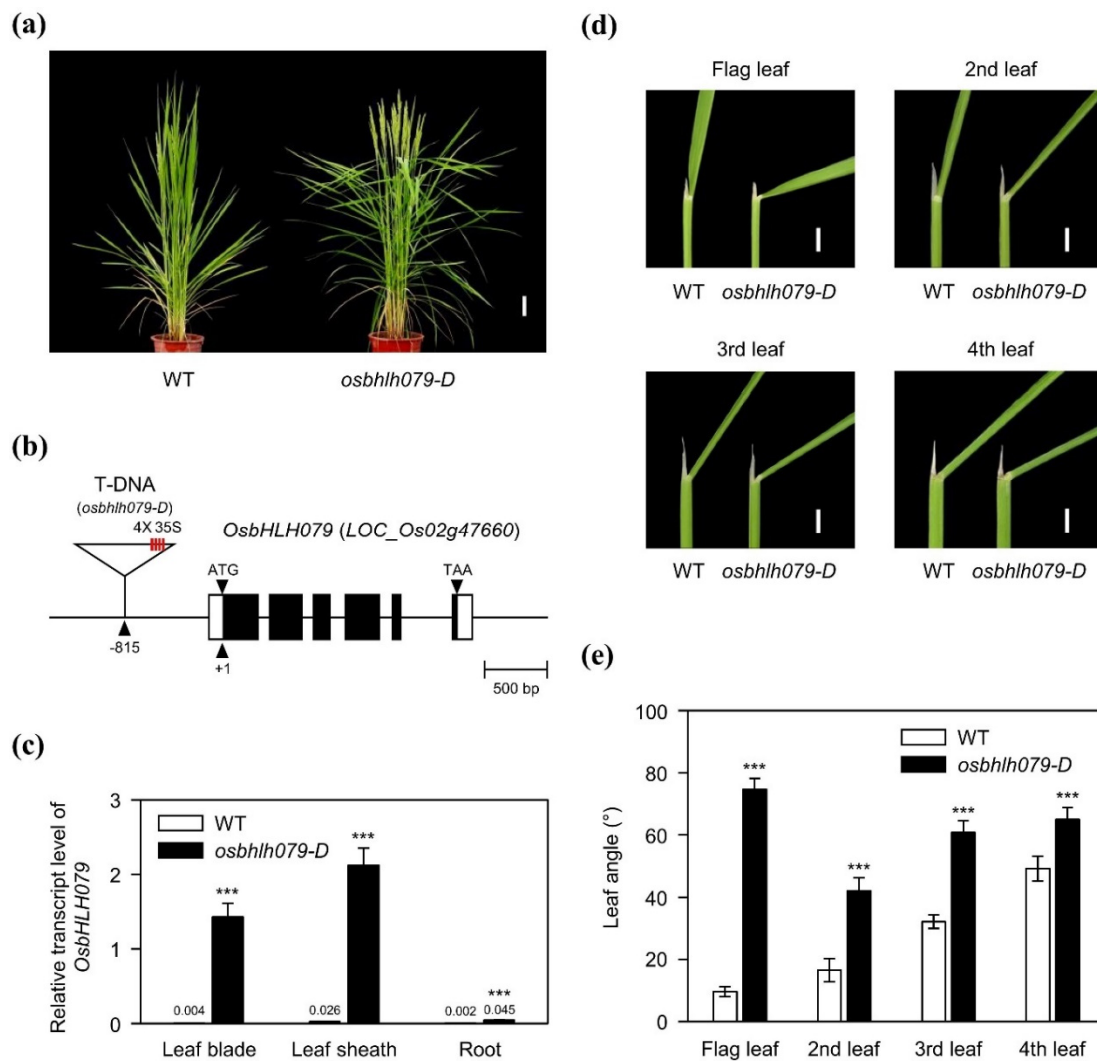 (a)
WT
osbhlh079-D
(b)
T-DNA
(osbhlh079-D)
4X 35S
OsbHLH079 (LOC_Os02g47660)
ATG
TAA
-815
+1
500 bp
(c)
Relative transcript level of
OsbHLH079
3
2
1
0
WT
osbhlh079-D
***
***
***
0.004
0.026
0.002
0.045
Leaf blade
Leaf sheath
Root
(d)
Flag leaf
2nd leaf
WT osbhlh079-D
WT osbhlh079-D
3rd leaf
4th leaf
WT osbhlh079-D
WT osbhlh079-D
(e)
Leaf angle (°)
100
80
60
40
20
0
WT
osbhlh079-D
***
***
***
***
Flag leaf
2nd leaf
3rd leaf
4th leaf